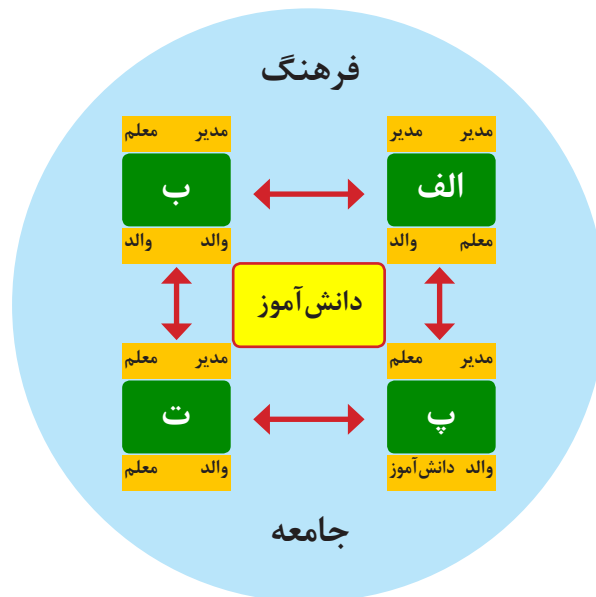 فرهنگ
مدیر مدیر
الف
معلم والد
مدیر معلم
ب
والد والد
دانش‌آموز
مدیر معلم
پ
والد دانش‌آموز
مدیر معلم
ت
والد معلم
جامعه